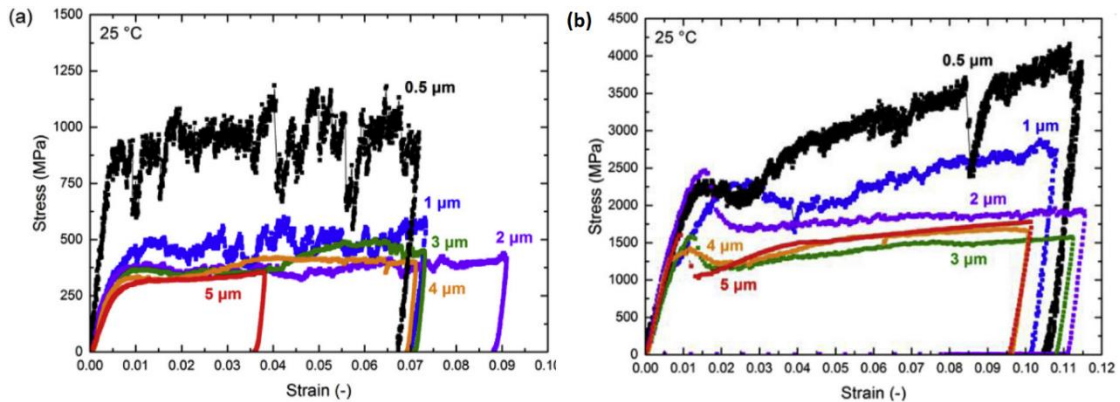 (a)
25 °C
1500
1250
1000
750
500
250
0
Stress (MPa)
0.5 µm
1 µm
2 µm
3 µm
4 µm
5 µm
0.00 0.01 0.02 0.03 0.04 0.05 0.06 0.07 0.08 0.09 0.10
Strain (-)
(b)
25 °C
4500
4000
3500
3000
2500
2000
1500
1000
500
0
Stress (MPa)
0.5 µm
1 µm
2 µm
4 µm
3 µm
5 µm
0.00 0.01 0.02 0.03 0.04 0.05 0.06 0.07 0.08 0.09 0.10 0.11 0.12
Strain (-)